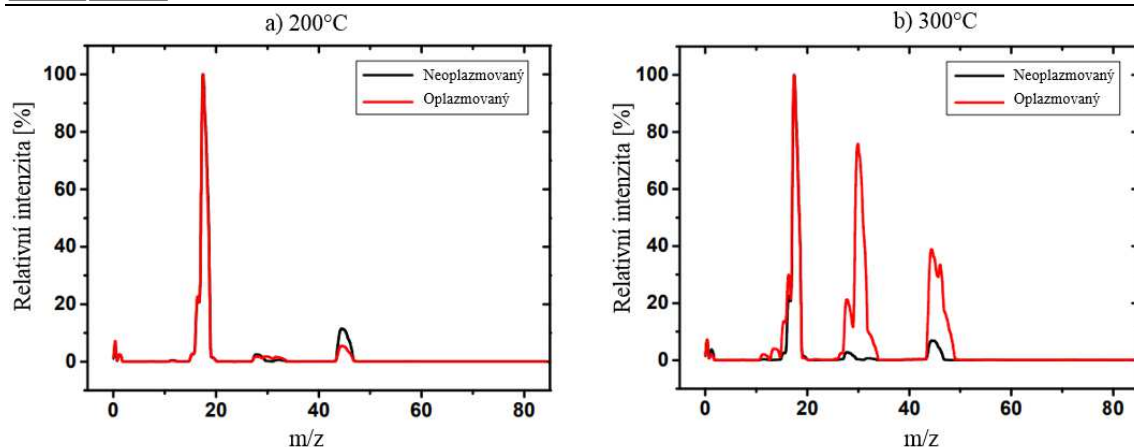 a) 200°C
Relativní intenzita [%]
100
80
60
40
20
0
Neoplazmovaný
Oplazmovaný
0 20 40 60 80
m/z
b) 300°C
Relativní intenzita [%]
100
80
60
40
20
0
Neoplazmovaný
Oplazmovaný
0 20 40 60 80
m/z